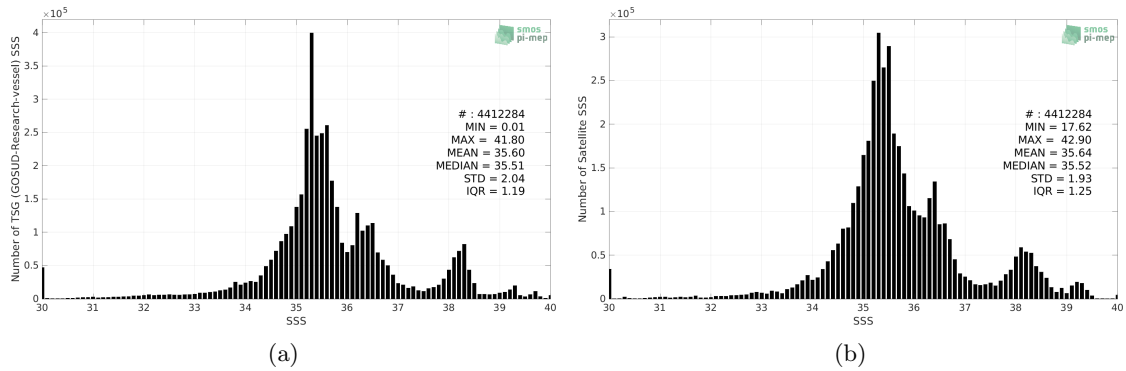 ×10⁵
4
3.5
3
2.5
2
1.5
1
0.5
0
30 31 32 33 34 35 36 37 38 39 40
SSS
Number of TSG (GOSUD-Research-vessel) SSS
smos
pi-mep
# : 4412284
MIN = 0.01
MAX = 41.80
MEAN = 35.60
MEDIAN = 35.51
STD = 2.04
IQR = 1.19
(a)
×10⁵
3
2.5
2
1.5
1
0.5
0
30 31 32 33 34 35 36 37 38 39 40
SSS
Number of Satellite SSS
smos
pi-mep
# : 4412284
MIN = 17.62
MAX = 42.90
MEAN = 35.64
MEDIAN = 35.52
STD = 1.93
IQR = 1.25
(b)